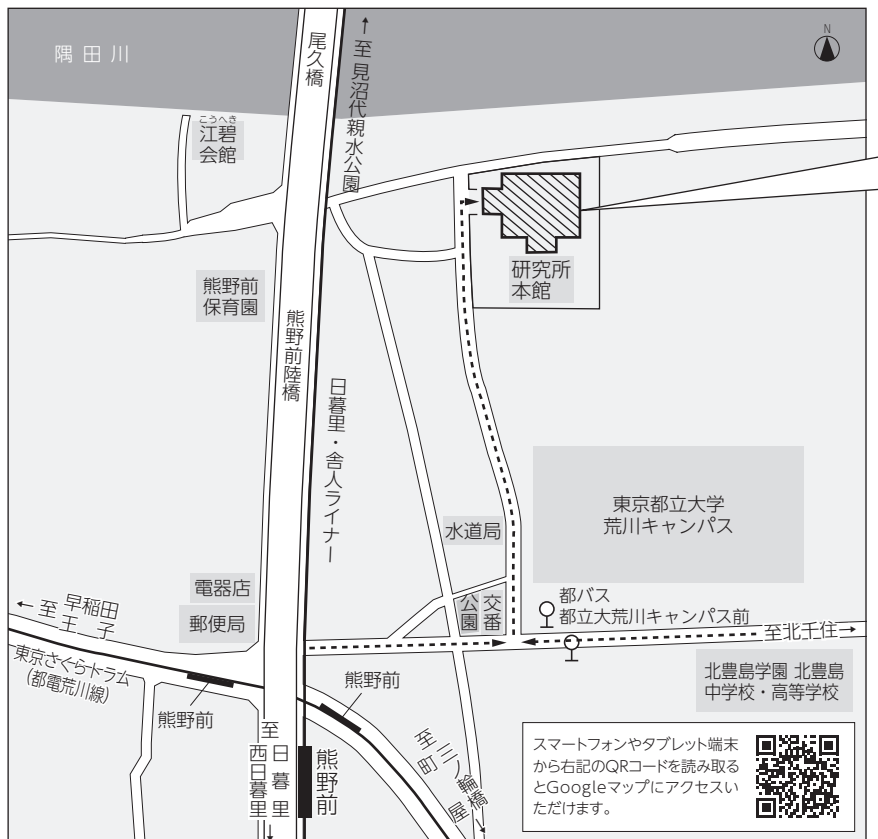 隅田川
尾久橋
↑至見沼代親水公園
N
こうへき
江碧
会館
研究所
本館
熊野前
保育園
熊野前陸橋
日暮里・舎人ライナー
東京都立大学
荒川キャンパス
水道局
電器店
郵便局
公園
交番
都バス
都立大荒川キャンパス前
←至
早稲田
王子
至北千住→
東京さくらトラム
(都電荒川線)
熊野前
熊野前
北豊島学園 北豊島
中学校・高等学校
至
日暮里
西日暮里
↓
熊野前
至
三ノ輪橋
町屋
↓
スマートフォンやタブレット端末
から右記のQRコードを読み取る
とGoogleマップにアクセスい
ただけます。